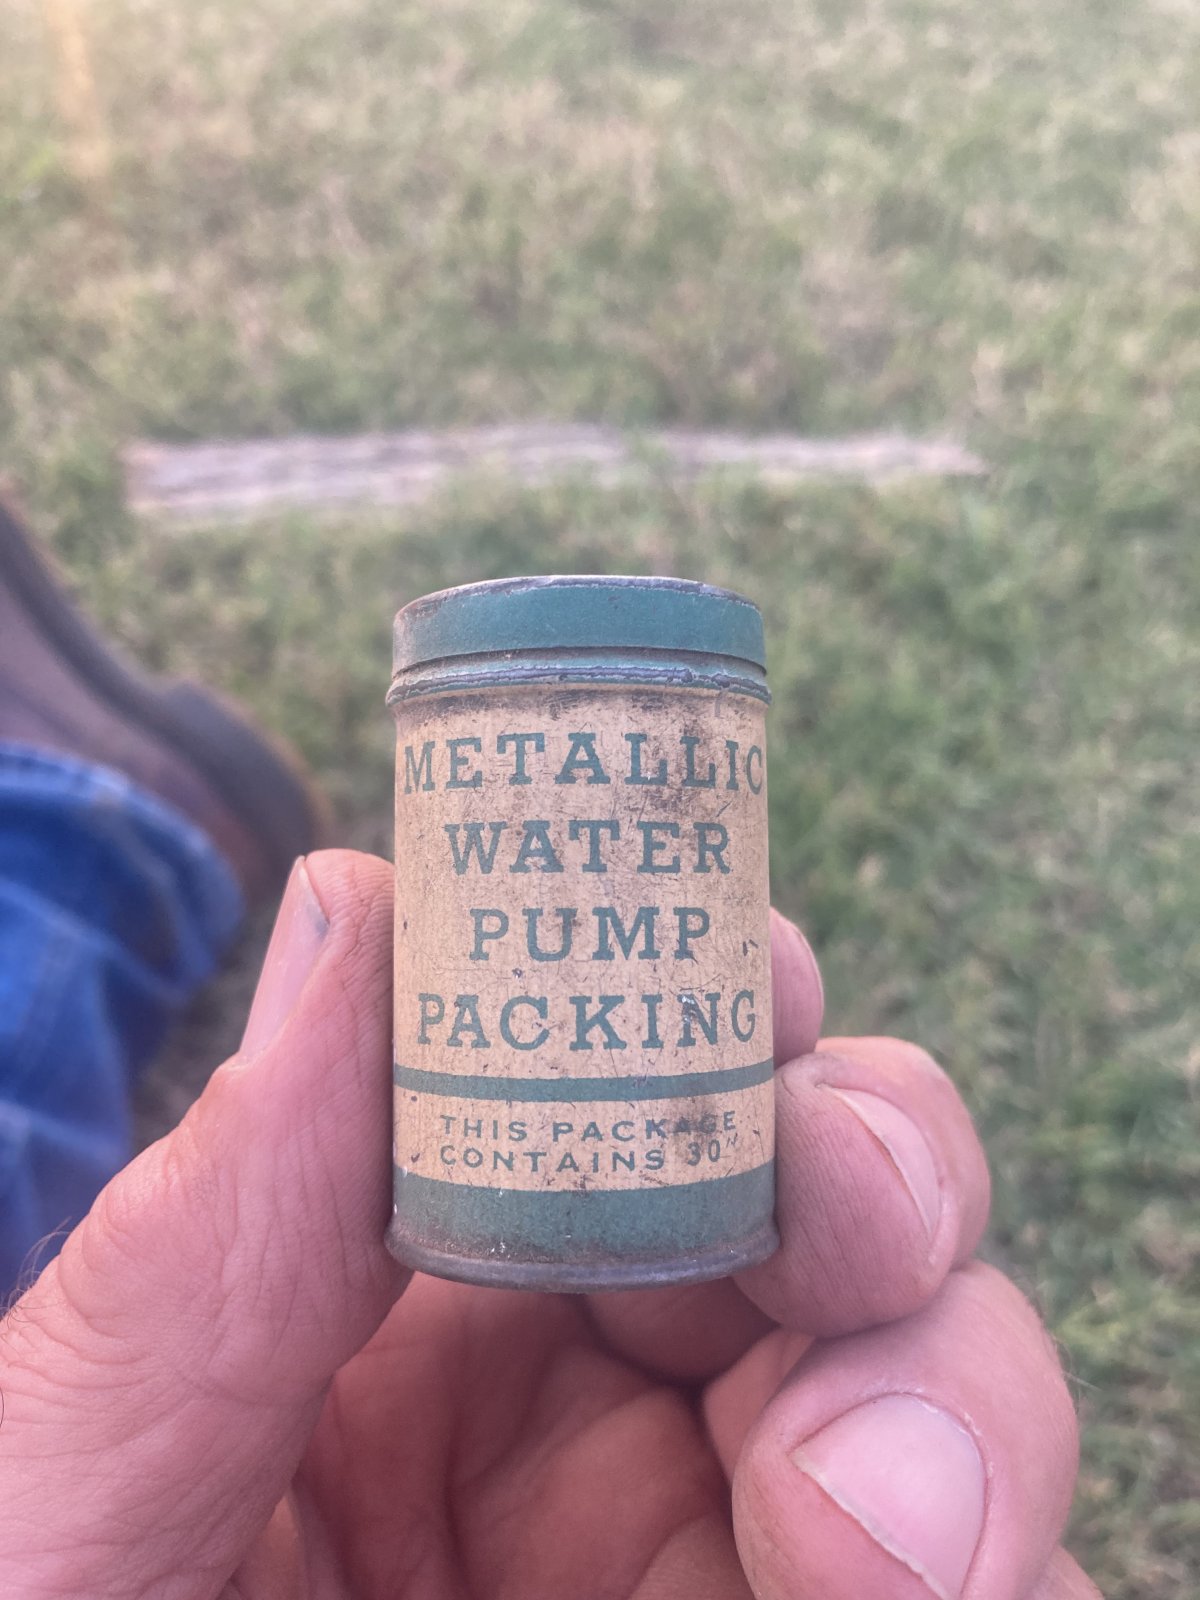 METALLIC
WATER
PUMP
PACKING
THIS PACKAGE
CONTAINS 30"